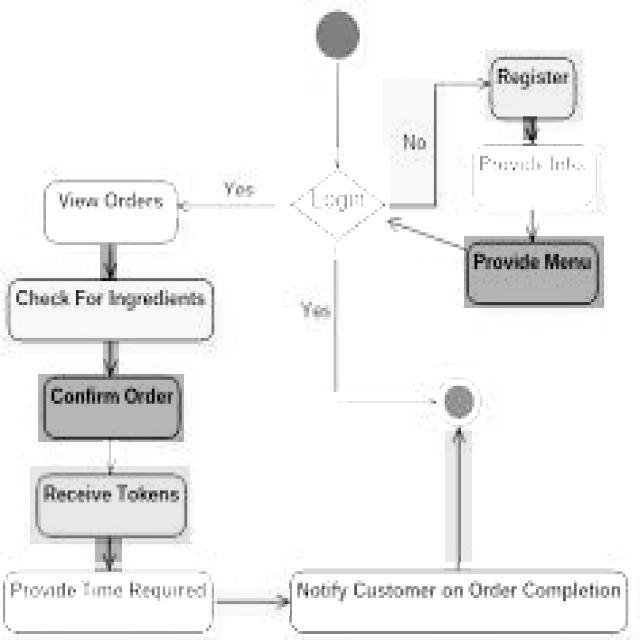 Register
No
Provide Info.
Login
Yes
View Orders
Provide Menu
Check For Ingredients
Yes
Confirm Order
Receive Tokens
Provide Time Required
Notify Customer on Order Completion